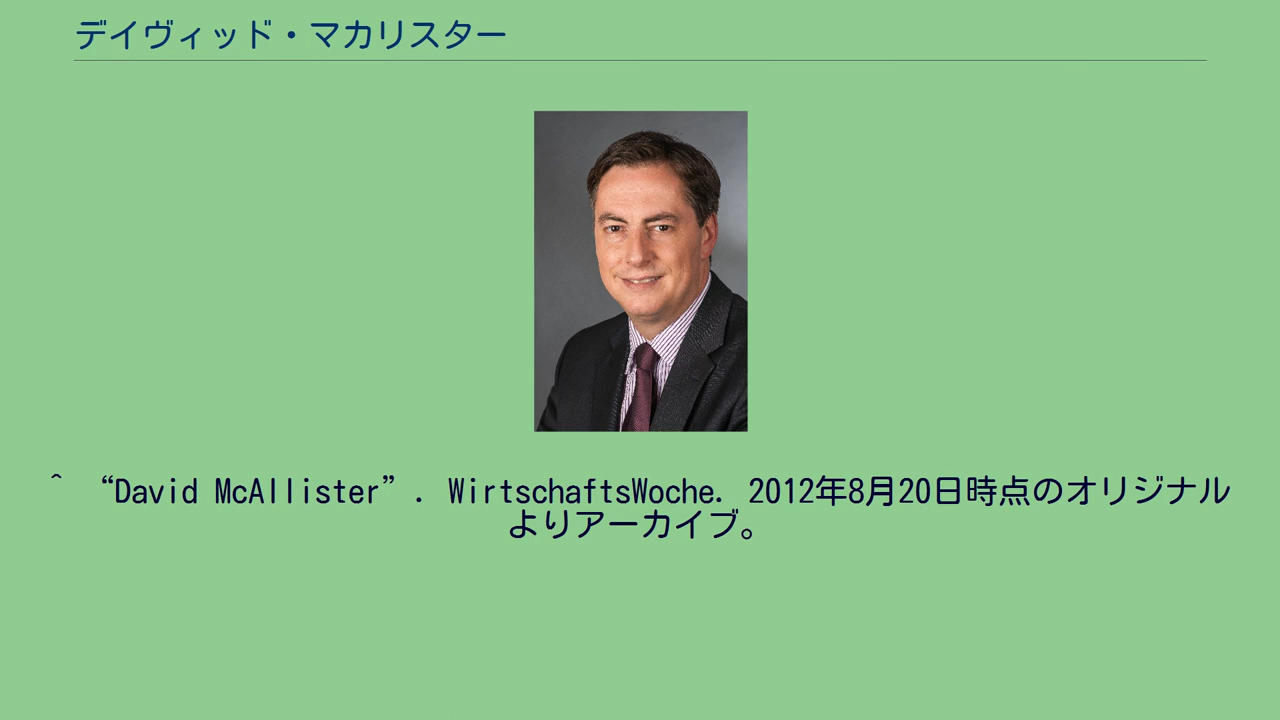 デイヴィッド・マカリスター
^ “David McAllister”. WirtschaftsWoche. 2012年8月20日時点のオリジナル
よりアーカイブ。